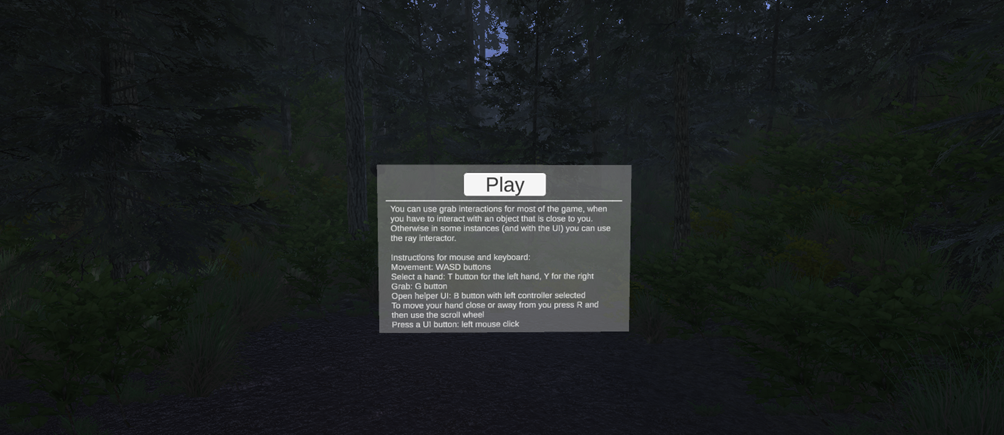 Play
You can use grab interactions for most of the game, when
you have to interact with an object that is close to you.
Otherwise in some instances (and with the UI) you can use
the ray interactor.
Instructions for mouse and keyboard:
Movement: WASD buttons
Select a hand: T button for the left hand, Y for the right
Grab: G button
Open helper UI: B button with left controller selected
To move your hand close or away from you press R and
then use the scroll wheel
Press a UI button: left mouse click